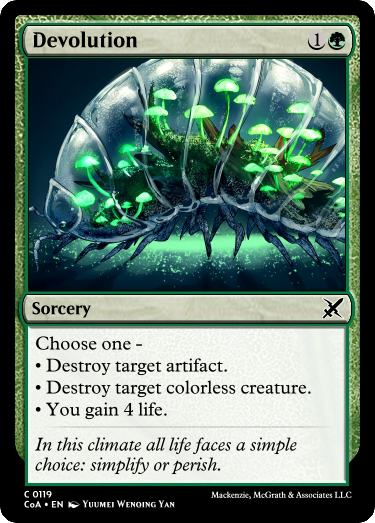 Devolution 1
Sorcery
Choose one -
• Destroy target artifact.
• Destroy target colorless creature.
• You gain 4 life.
In this climate all life faces a simple
choice: simplify or perish.
C 0119
CoA • EN Yuumei Wenqing Yan
Mackenzie, McGrath & Associates LLC